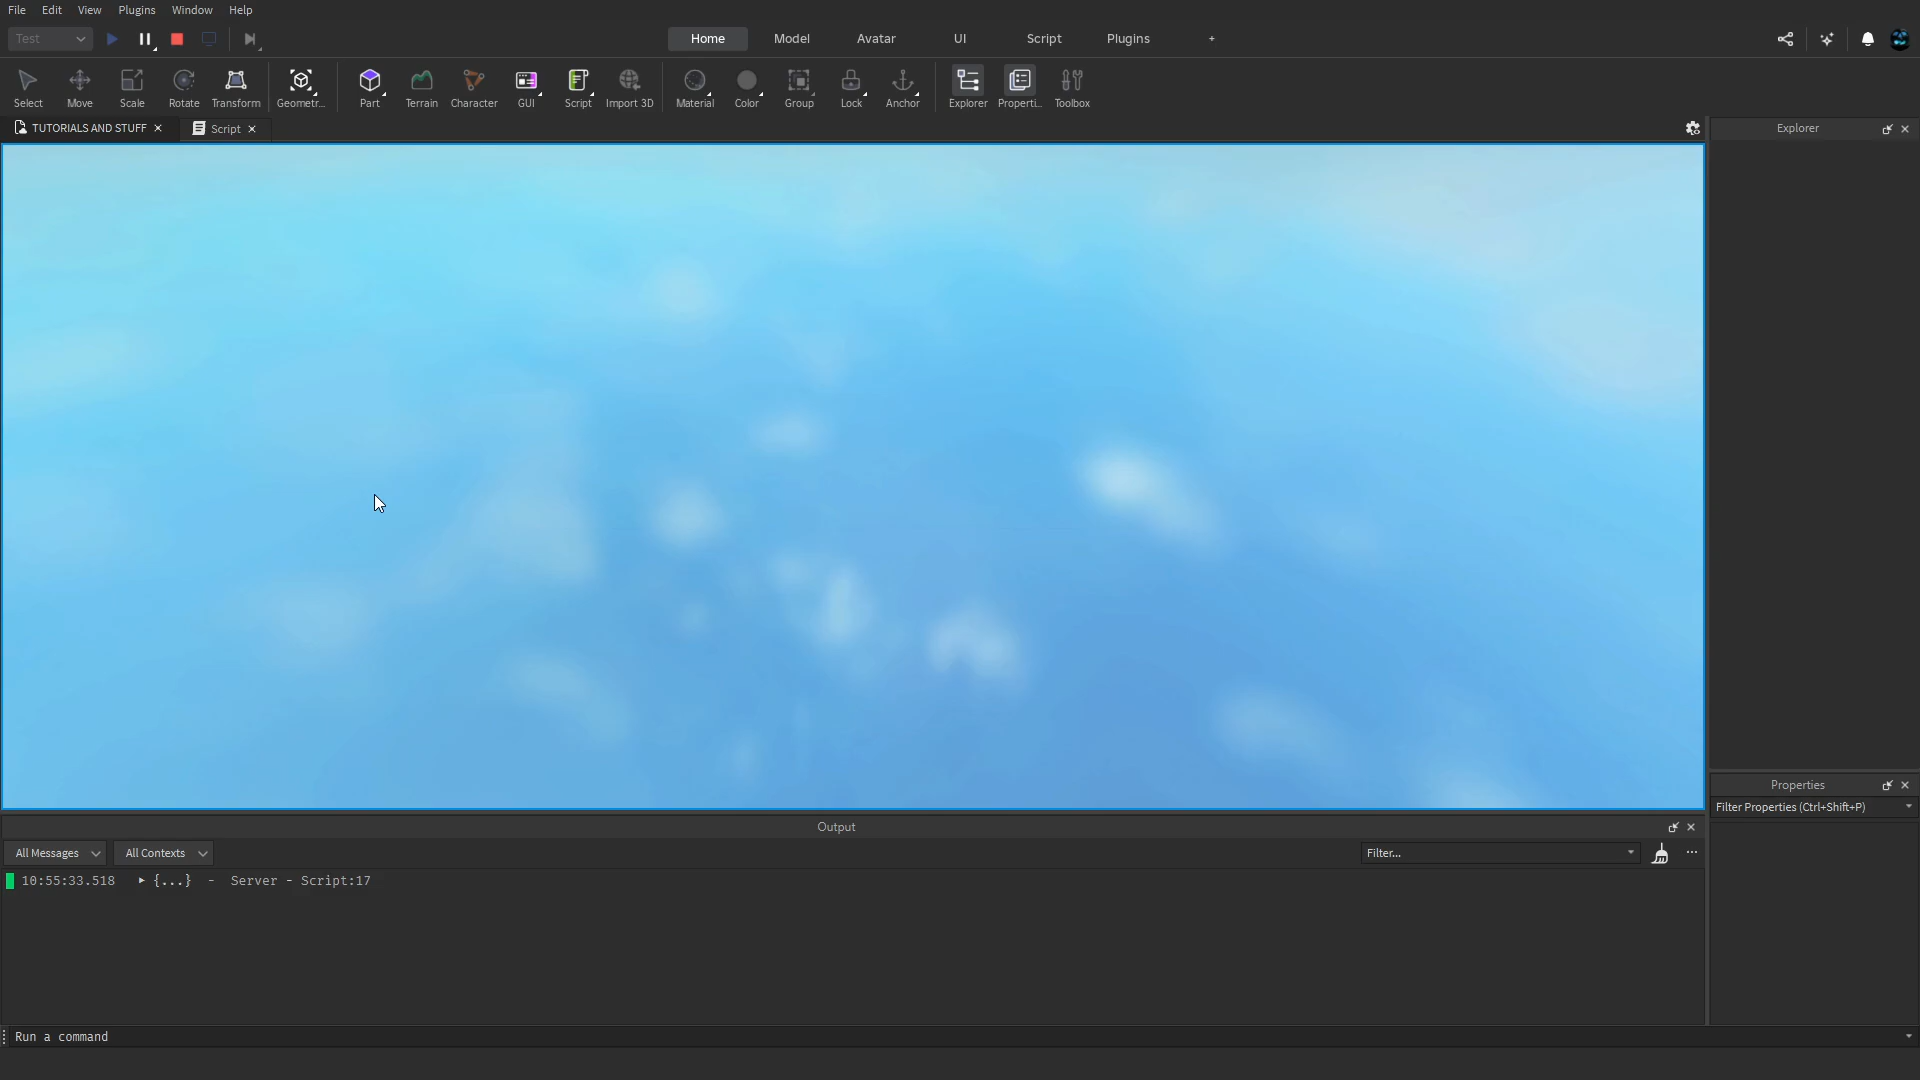 File Edit View Plugins Window Help
Test Home Model Avatar UI Script Plugins +
Select Move Scale Rotate Transform Geometr... Part Terrain Character GUI Script Import 3D Material Color Group Lock Anchor Explorer Properti... Toolbox
TUTORIALS AND STUFF Script
Explorer
Properties
Filter Properties (Ctrl+Shift+P)
Output
All Messages All Contexts Filter...
10:55:33.518 ▶ {...} - Server - Script:17
Run a command